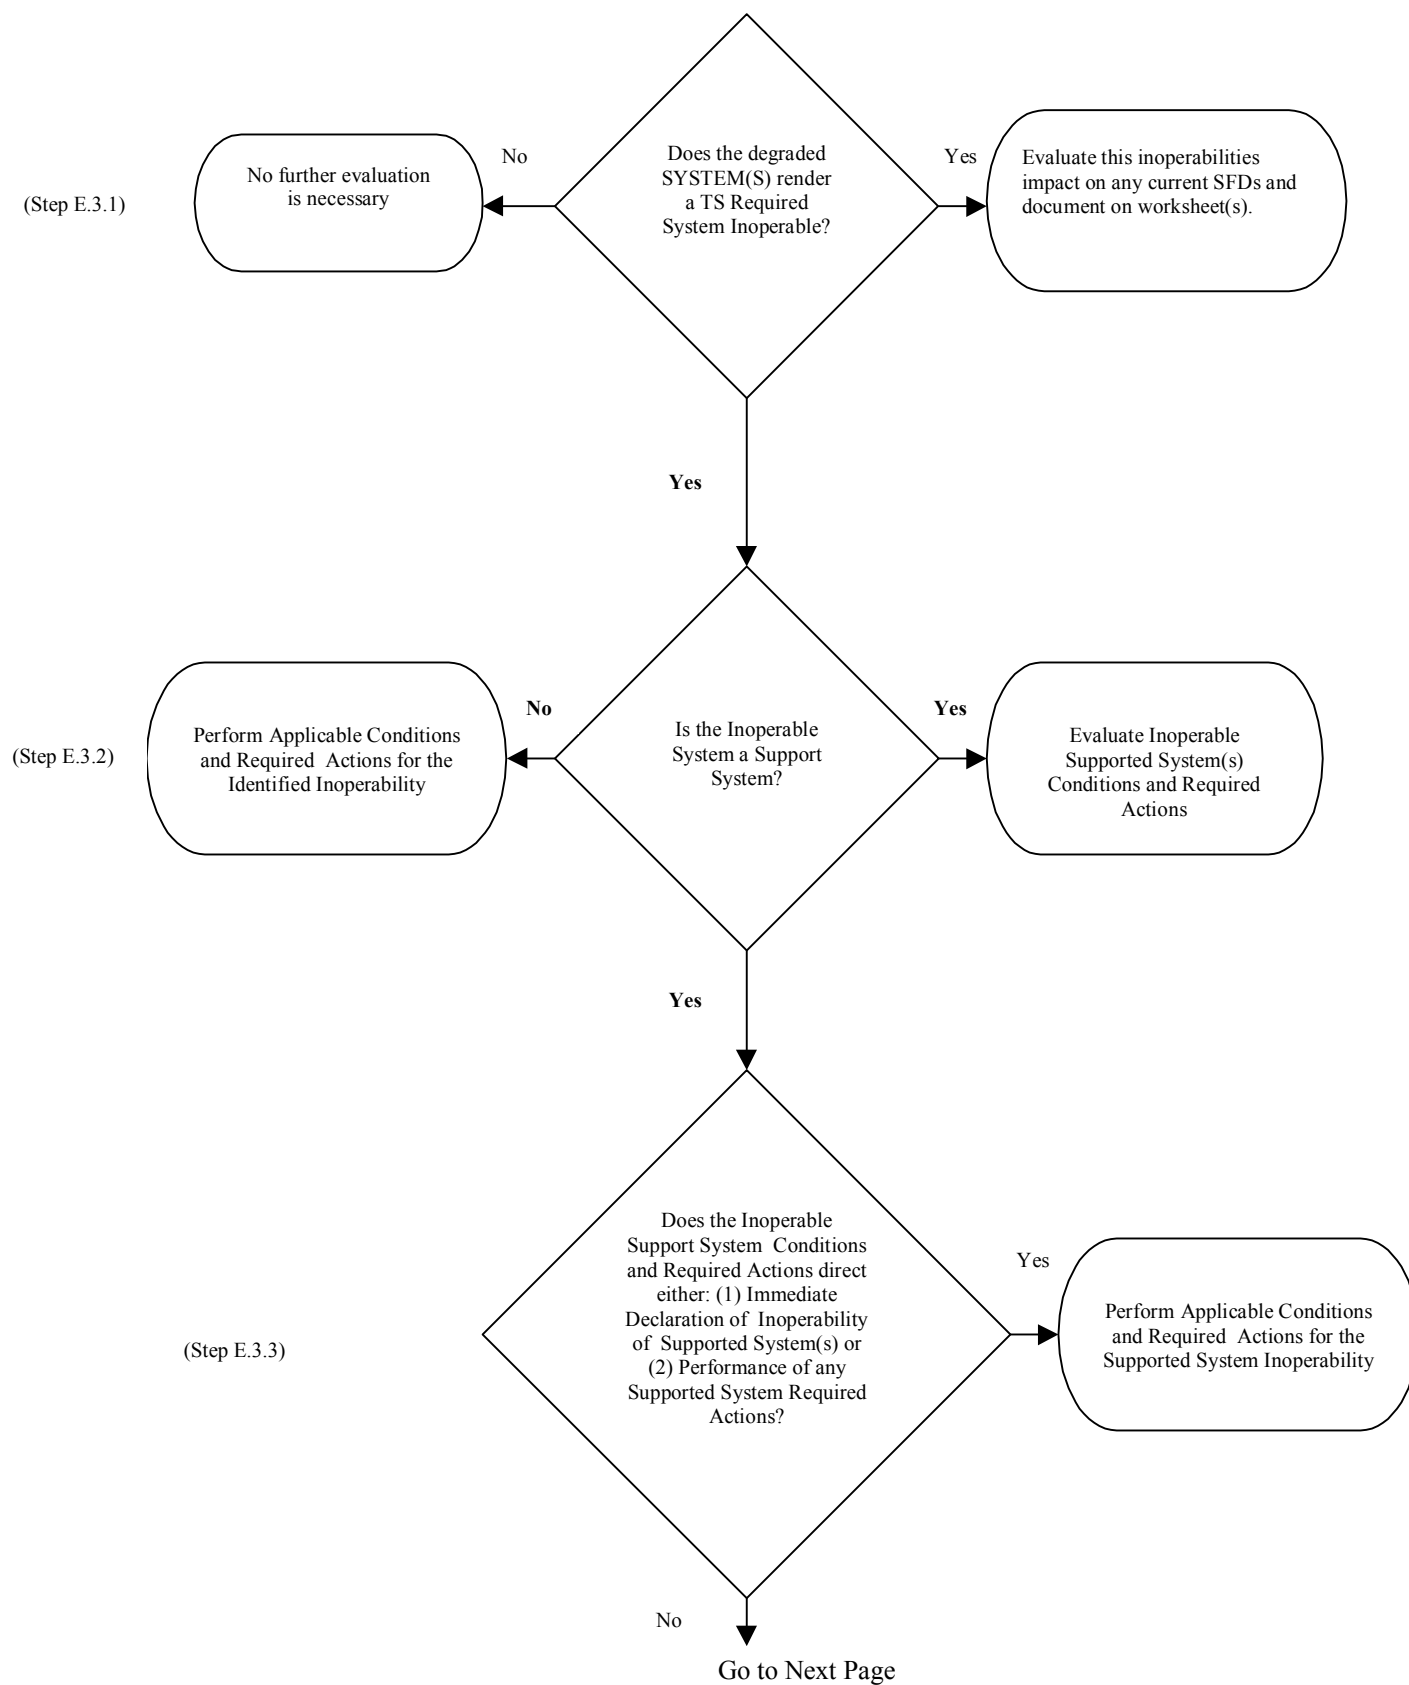 (Step E.3.1)
No further evaluation
is necessary
No
Does the degraded
SYSTEM(S) render
a TS Required
System Inoperable?
Yes
Evaluate this inoperabilities
impact on any current SFDs and
document on worksheet(s).
Yes
(Step E.3.2)
Perform Applicable Conditions
and Required Actions for the
Identified Inoperability
No
Is the Inoperable
System a Support
System?
Yes
Evaluate Inoperable
Supported System(s)
Conditions and Required
Actions
Yes
(Step E.3.3)
Does the Inoperable
Support System Conditions
and Required Actions direct
either: (1) Immediate
Declaration of Inoperability
of Supported System(s) or
(2) Performance of any
Supported System Required
Actions?
Yes
Perform Applicable Conditions
and Required Actions for the
Supported System Inoperability
No
Go to Next Page